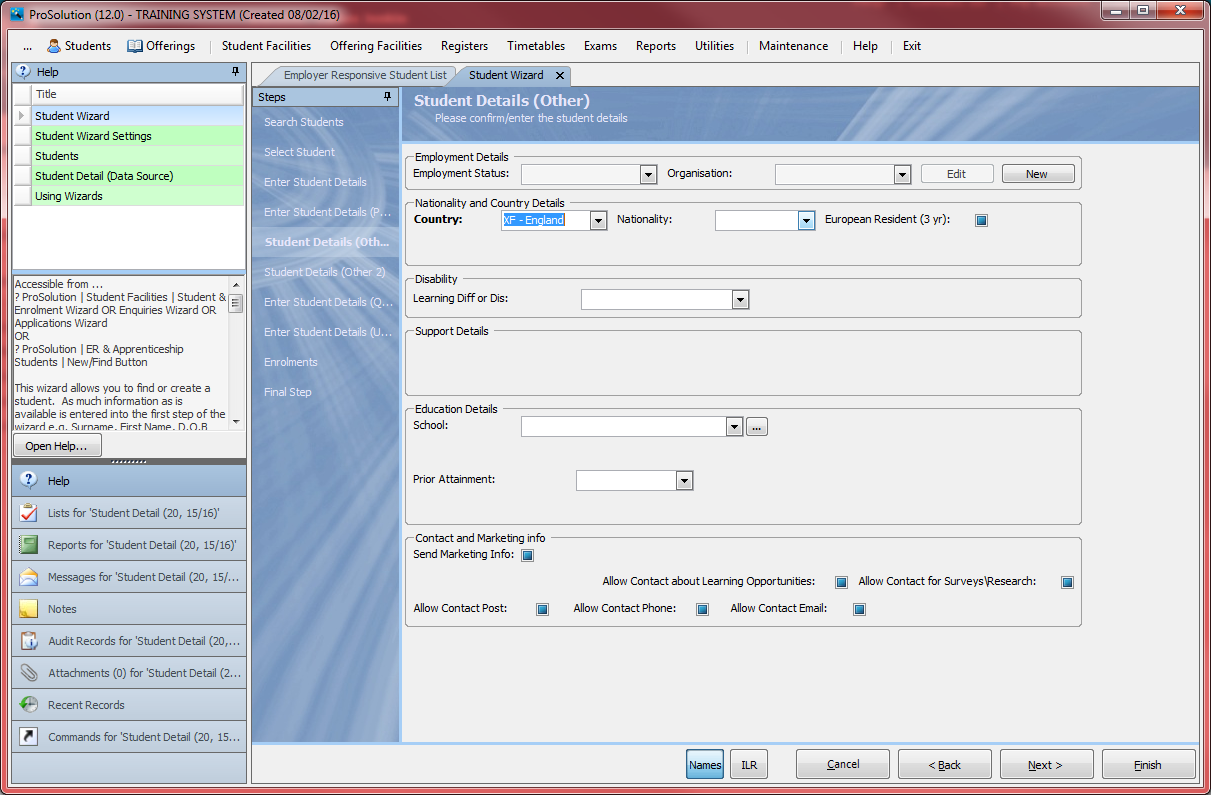 ProSolution (12.0) - TRAINING SYSTEM (Created 08/02/16)
... Students Offerings Student Facilities Offering Facilities Registers Timetables Exams Reports Utilities Maintenance Help Exit
Help
Title
Student Wizard
Student Wizard Settings
Students
Student Detail (Data Source)
Using Wizards
Accessible from ...
? ProSolution | Student Facilities | Student &
Enrolment Wizard OR Enquiries Wizard OR
Applications Wizard
OR
? ProSolution | ER & Apprenticeship
Students | New/Find Button
This wizard allows you to find or create a
student.  As much information as is
available is entered into the first step of the
wizard e.g. Surname, First Name, D.O.B
Open Help...
Help
Lists for 'Student Detail (20, 15/16)'
Reports for 'Student Detail (20, 15/16)'
Messages for 'Student Detail (20, 15/...
Notes
Audit Records for 'Student Detail (20,...
Attachments (0) for 'Student Detail (2...
Recent Records
Commands for 'Student Detail (20, 15...
Employer Responsive Student List Student Wizard
Steps
Search Students
Select Student
Enter Student Details
Enter Student Details (P...
Student Details (Oth...
Student Details (Other 2)
Enter Student Details (Q...
Enter Student Details (U...
Enrolments
Final Step
Student Details (Other)
Please confirm/enter the student details
Employment Details
Employment Status: Organisation: Edit New
Nationality and Country Details
Country: XF - England Nationality: European Resident (3 yr):
Disability
Learning Diff or Dis:
Support Details
Education Details
School: ...
Prior Attainment:
Contact and Marketing info
Send Marketing Info:
Allow Contact about Learning Opportunities: Allow Contact for Surveys\Research:
Allow Contact Post: Allow Contact Phone: Allow Contact Email:
Names ILR Cancel < Back Next > Finish